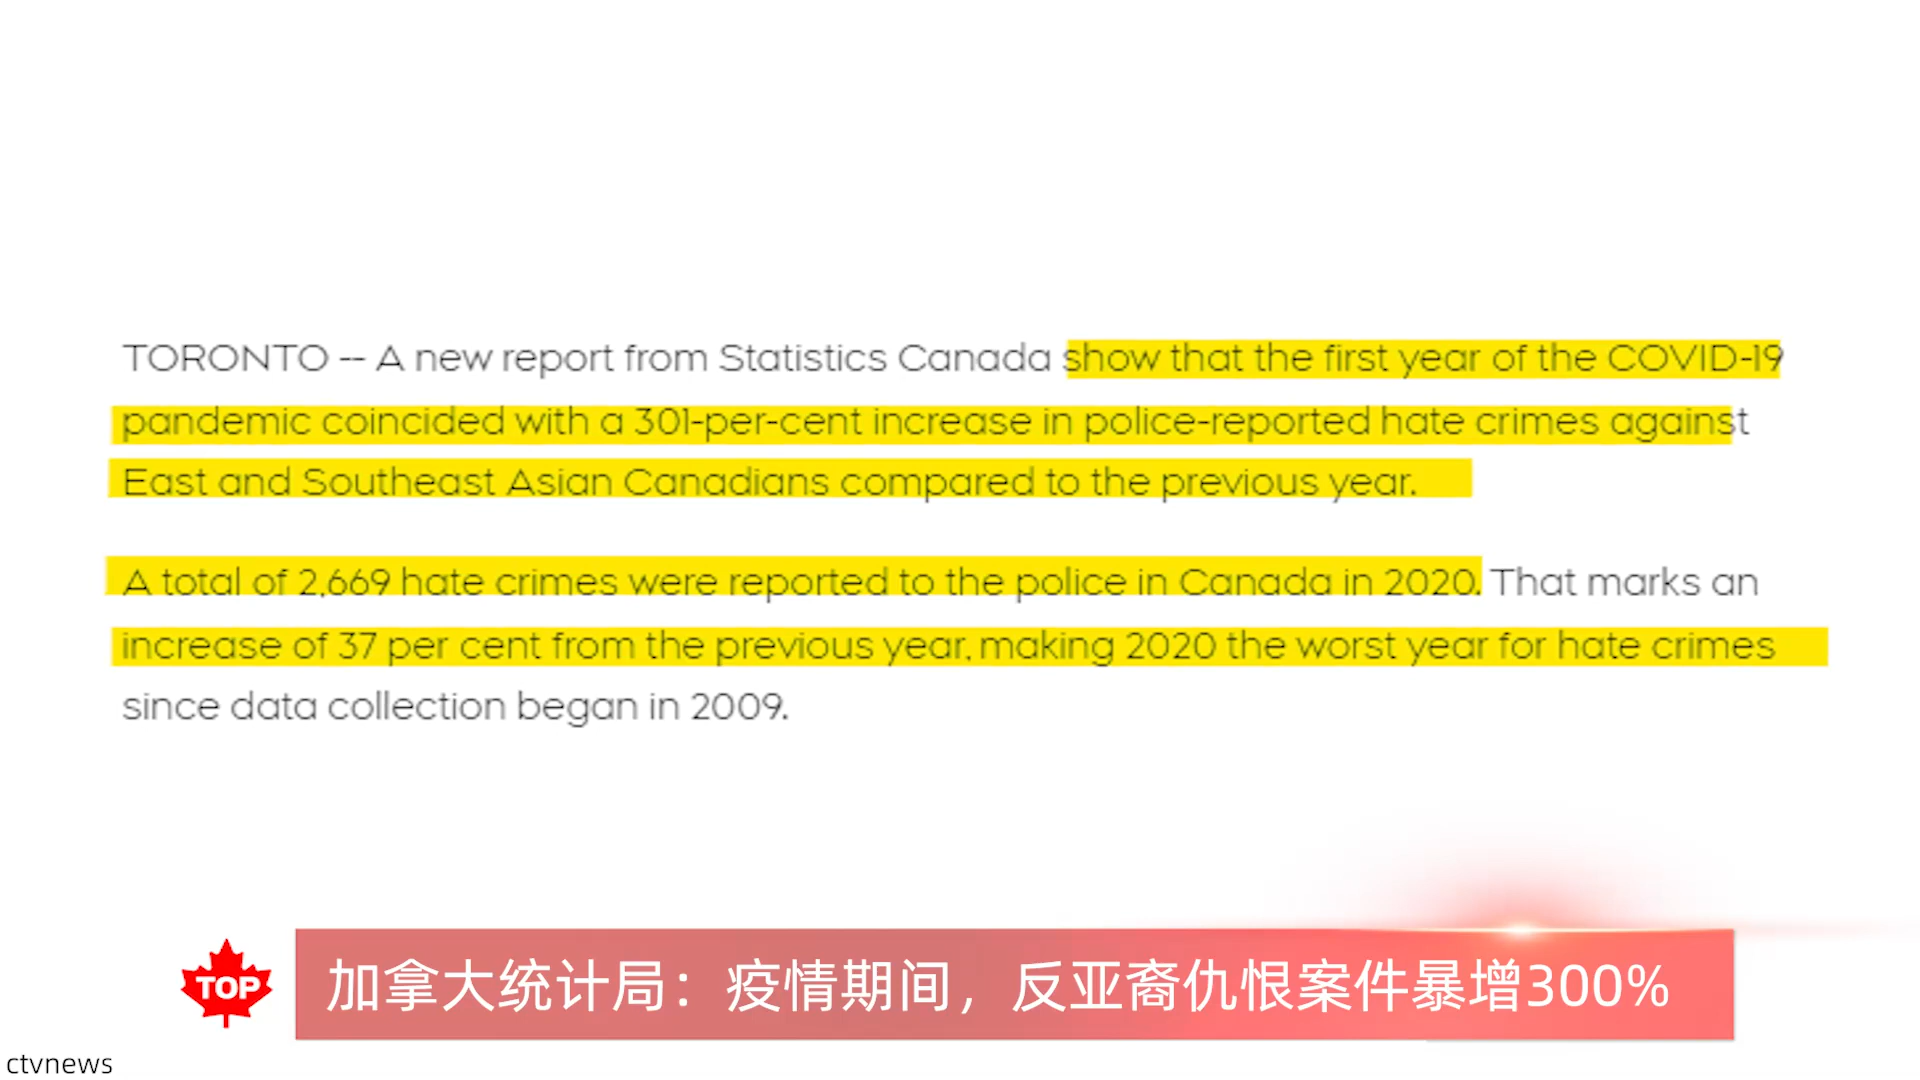 TORONTO -- A new report from Statistics Canada show that the first year of the COVID-19
pandemic coincided with a 301-per-cent increase in police-reported hate crimes against
East and Southeast Asian Canadians compared to the previous year.
A total of 2,669 hate crimes were reported to the police in Canada in 2020. That marks an
increase of 37 per cent from the previous year, making 2020 the worst year for hate crimes
since data collection began in 2009.
TOP
加拿大统计局：疫情期间，反亚裔仇恨案件暴增300%
ctvnews